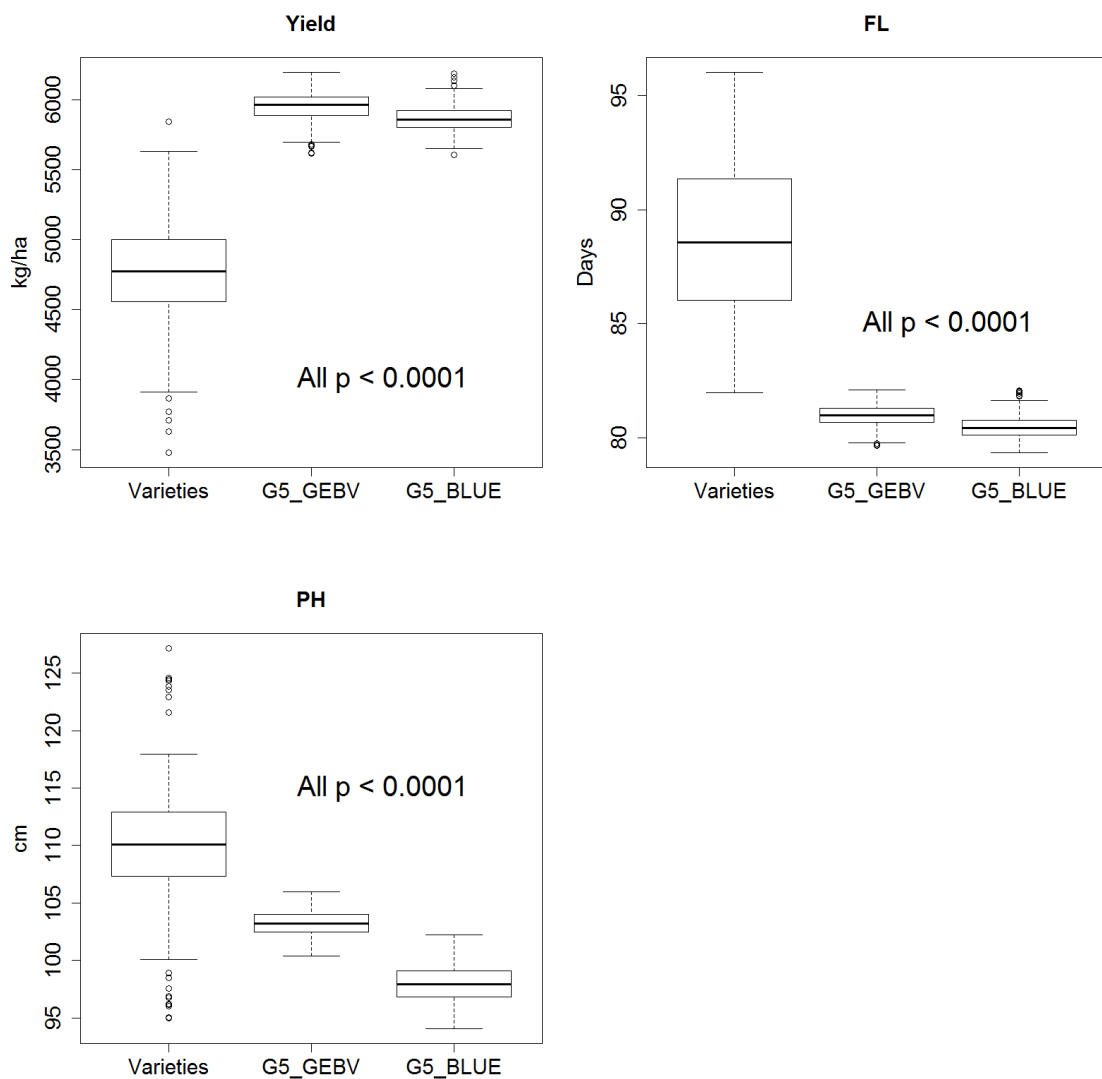 Yield
kg/ha
6000
5500
5000
4500
4000
3500
All p < 0.0001
Varieties G5_GEBV G5_BLUE
FL
Days
95
90
85
80
All p < 0.0001
Varieties G5_GEBV G5_BLUE
PH
cm
125
120
115
110
105
100
95
All p < 0.0001
Varieties G5_GEBV G5_BLUE